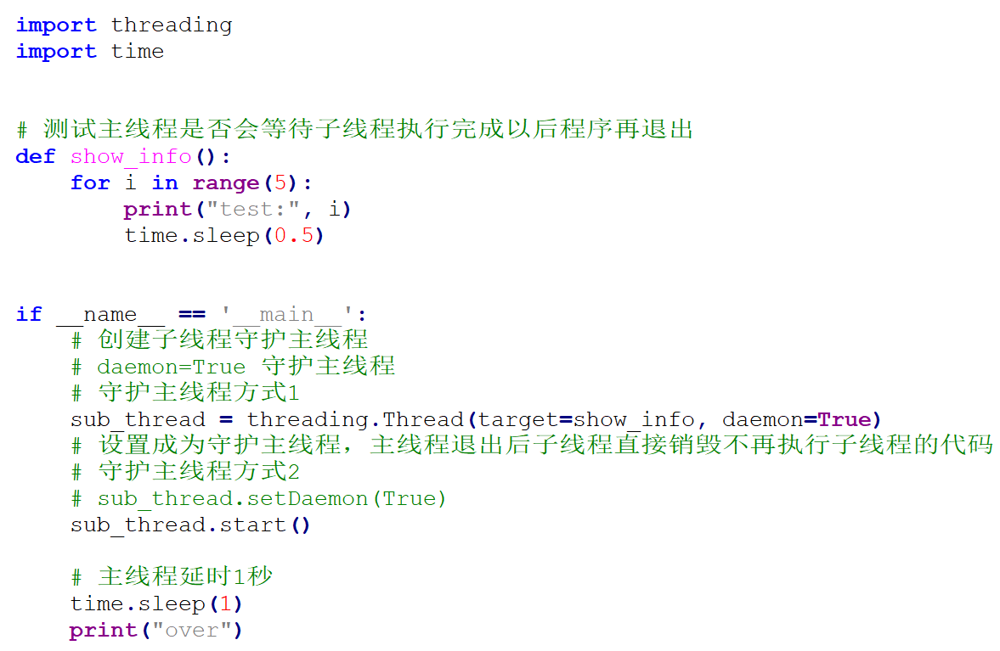 import threading
import time
# 测试主线程是否会等待子线程执行完成以后程序再退出
def show_info():
    for i in range(5):
        print("test:", i)
        time.sleep(0.5)
if __name__ == '__main__':
    # 创建子线程守护主线程
    # daemon=True 守护主线程
    # 守护主线程方式1
    sub_thread = threading.Thread(target=show_info, daemon=True)
    # 设置成为守护主线程，主线程退出后子线程直接销毁不再执行子线程的代码
    # 守护主线程方式2
    # sub_thread.setDaemon(True)
    sub_thread.start()
    # 主线程延时1秒
    time.sleep(1)
    print("over")